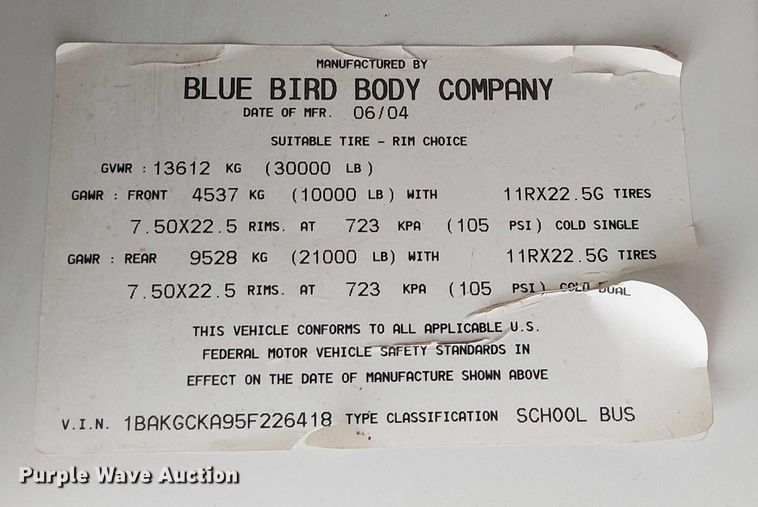 MANUFACTURED BY
BLUE BIRD BODY COMPANY
DATE OF MFR. 06/04
SUITABLE TIRE - RIM CHOICE
GVWR : 13612 KG (30000 LB)
GAWR : FRONT 4537 KG (10000 LB) WITH 11RX22.5G TIRES
7.50X22.5 RIMS. AT 723 KPA (105 PSI) COLD SINGLE
GAWR : REAR 9528 KG (21000 LB) WITH 11RX22.5G TIRES
7.50X22.5 RIMS. AT 723 KPA (105 PSI) COLD DUAL
THIS VEHICLE CONFORMS TO ALL APPLICABLE U.S.
FEDERAL MOTOR VEHICLE SAFETY STANDARDS IN
EFFECT ON THE DATE OF MANUFACTURE SHOWN ABOVE
V.I.N. 1BAKGCKA95F226418 TYPE CLASSIFICATION SCHOOL BUS
Purple Wave Auction